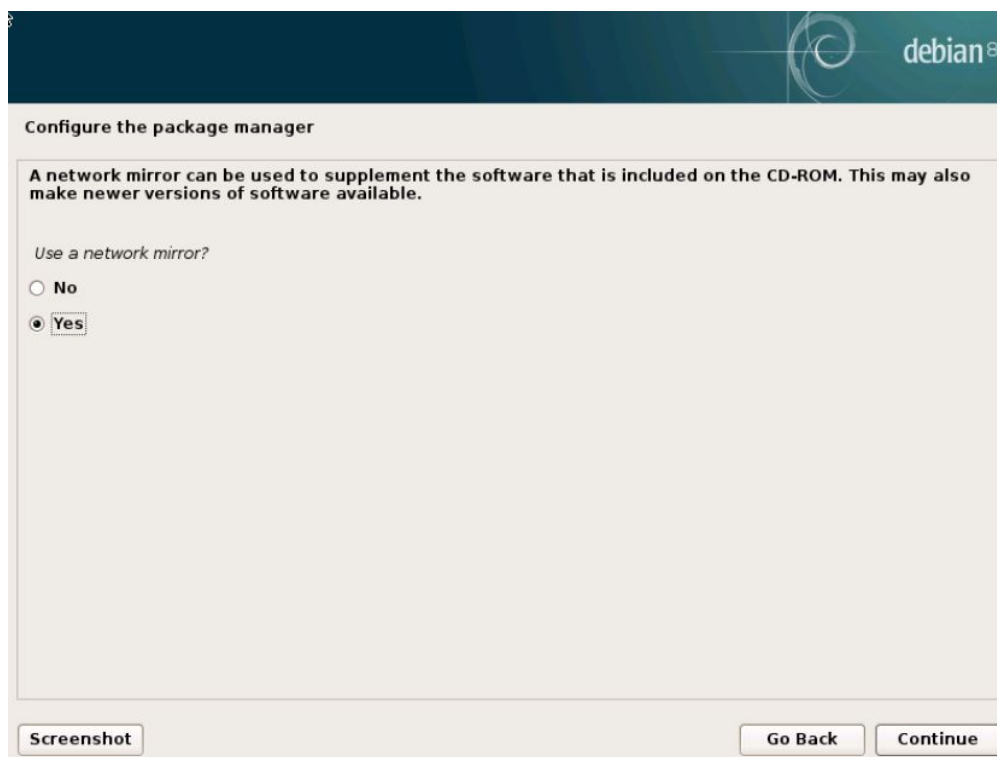 debian 8
Configure the package manager
A network mirror can be used to supplement the software that is included on the CD-ROM. This may also
make newer versions of software available.
Use a network mirror?
No
Yes
Screenshot
Go Back
Continue